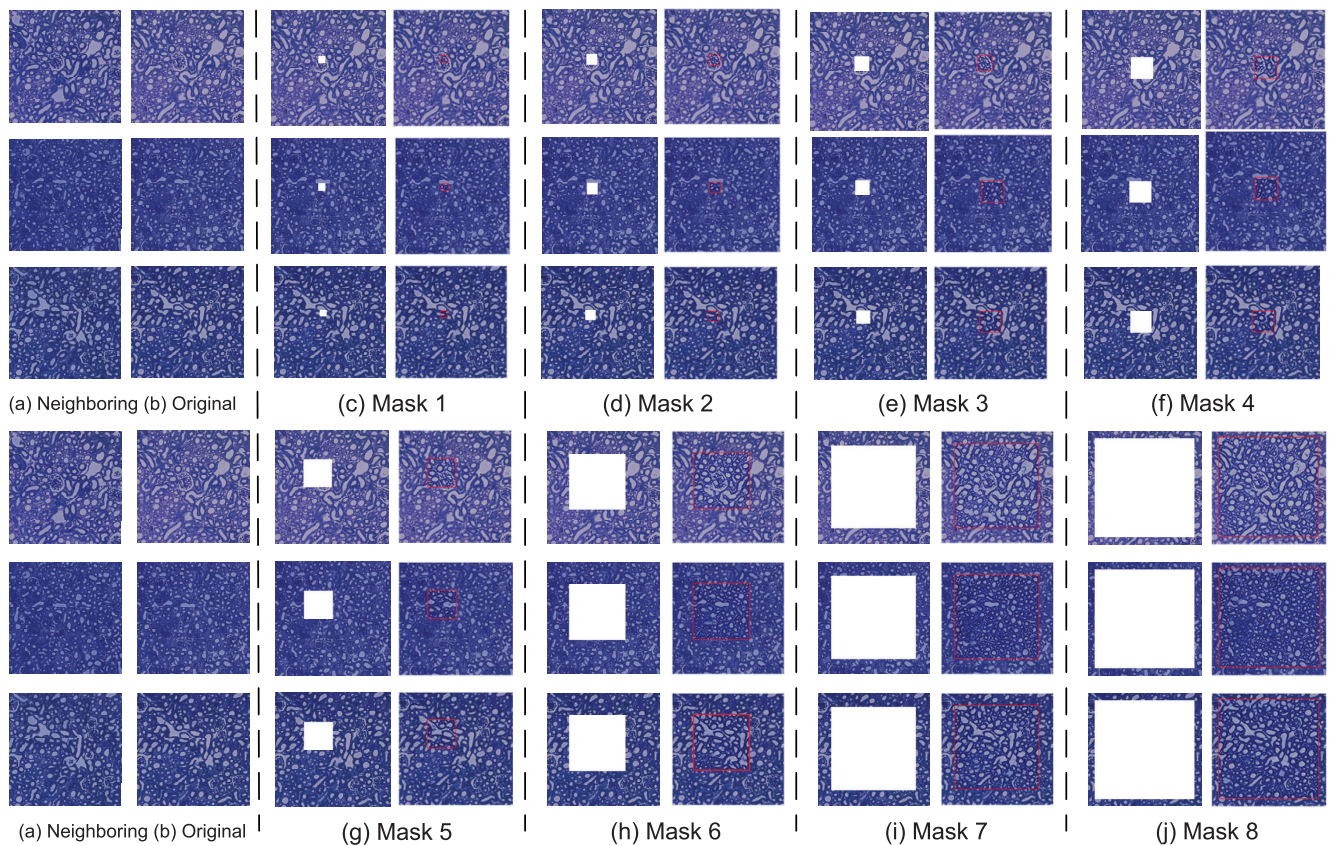 (a) Neighboring (b) Original (c) Mask 1 (d) Mask 2 (e) Mask 3 (f) Mask 4
(a) Neighboring (b) Original (g) Mask 5 (h) Mask 6 (i) Mask 7 (j) Mask 8